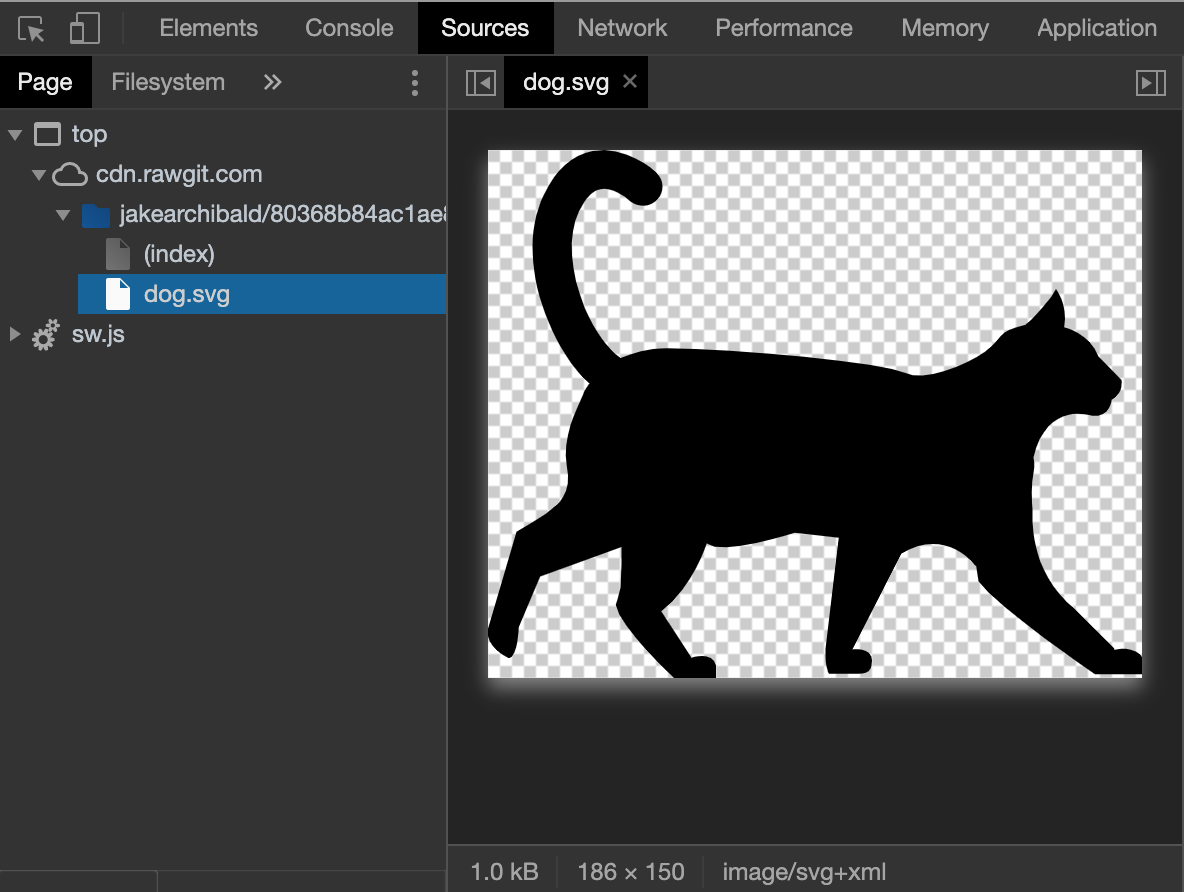 Elements Console Sources Network Performance Memory Application
Page Filesystem » dog.svg ×
top
cdn.rawgit.com
jakearchibald/80368b84ac1ae
(index)
dog.svg
sw.js
1.0 kB 186 × 150 image/svg+xml